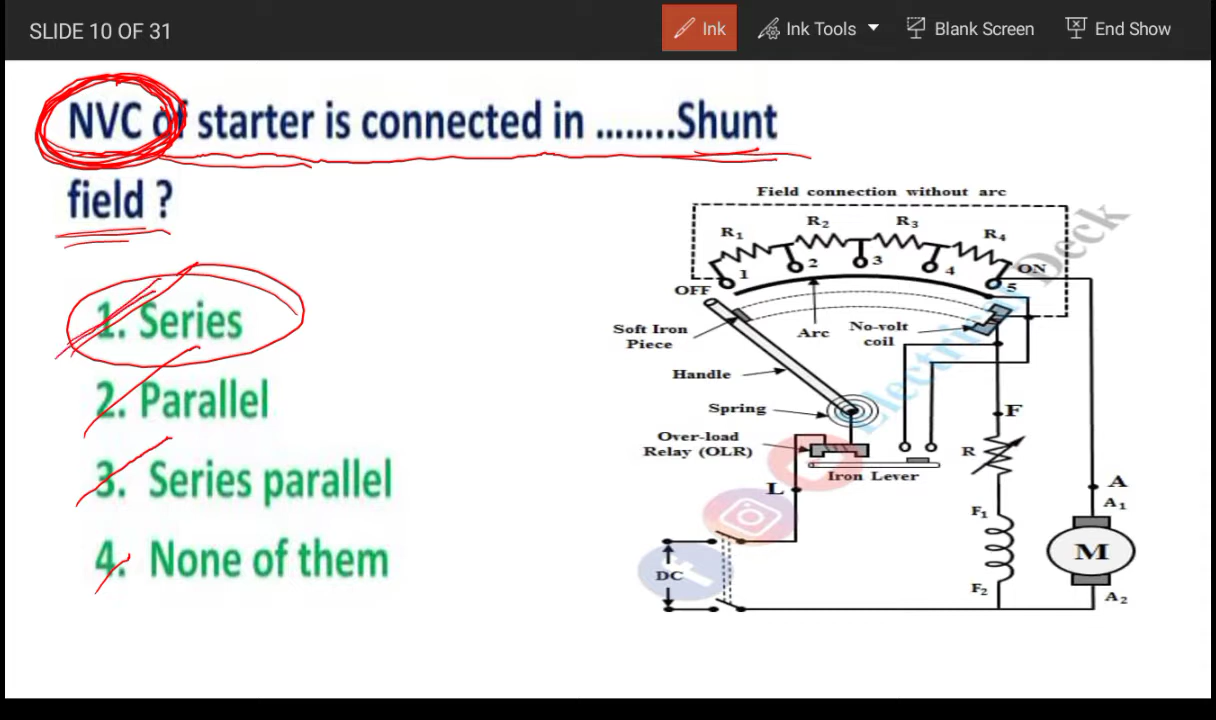 SLIDE 10 OF 31
Ink
Ink Tools
Blank Screen
End Show
NVC of starter is connected in ........Shunt
field ?
1. Series
2. Parallel
3. Series parallel
4. None of them
Field connection without arc
R1
R2
R3
R4
1
2
3
4
5
ON
OFF
Soft Iron
Piece
Arc
No-volt
coil
Handle
Spring
Over-load
Relay (OLR)
Iron Lever
L
F
R
A
A1
F1
M
F2
A2
DC
Electrical Deck